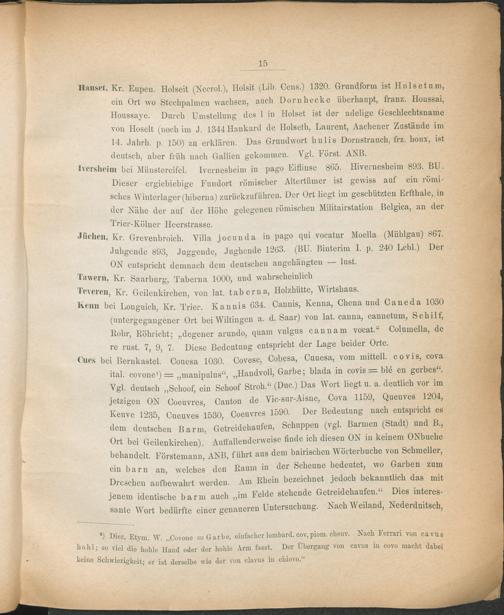 15
Hauset, Kr. Eupen. Holseit (Necrol.), Holsit (Lib. Cens.) 1320. Grundform ist Hulsetum,
ein Ort wo Stechpalmen wachsen, auch Dornhecke überhaupt, franz. Houssai,
Houssaye. Durch Umstellung des l in Holset ist der adelige Geschlechtsname
von Hoselt (noch im J. 1344 Hankard de Holseth, Laurent, Aachener Zustände im
14. Jahrh. p. 150) zu erklären. Das Grundwort hulis Dornstrauch, frz. houx, ist
deutsch, aber früh nach Gallien gekommen. Vgl. Först. ANB.
Iversheim bei Münstereifel. Ivernesheim in pago Eiflinse 865. Hivernesheim 893. BU.
Dieser ergiebiehige Fundort römischer Altertümer ist gewiss auf ein römi-
sches Winterlager (hiberna) zurückzuführen. Der Ort liegt im geschützten Erfthale, in
der Nähe der auf der Höhe gelegenen römischen Militairstation Belgica, an der
Trier-Kölner Heerstrasse.
Jüchen, Kr. Grevenbroich. Villa jocunda in pago qui vocatur Moella (Mühlgau) 867.
Juhgende 893, Juggende, Jughende 1263. (BU. Binterim I. p. 240 Lcbl.) Der
ON entspricht demnach dem deutschen angehängten — lust.
Tawern, Kr. Saarburg, Taberna 1000, und wahrscheinlich
Teveren, Kr. Geilenkirchen, von lat. taberna, Holzhütte, Wirtshaus.
Kenn bei Longuich, Kr. Trier. Kannis 634. Cannis, Kenna, Chena und Caneda 1030
(untergegangener Ort bei Wiltingen a. d. Saar) von lat. canna, cannetum, Schilf,
Rohr, Röhricht; „degener arundo, quam vulgus cannam vocat.“ Columella, de
re rust. 7, 9, 7. Diese Bedeutung entspricht der Lage beider Orte.
Cues bei Bernkastel. Couesa 1030. Covese, Cobesa, Cauesa, vom mittell. covis, cova
ital. covone¹) = „manipulus“, „Handvoll, Garbe; blada in covis = blé en gerbes“.
Vgl. deutsch „Schoof, ein Schoof Stroh.“ (Duc.) Das Wort liegt u. a. deutlich vor im
jetzigen ON Coeuvres, Canton de Vic-sur-Aisne, Cova 1159, Queuves 1204,
Keuve 1235, Cueuves 1530, Coevres 1590. Der Bedeutung nach entspricht es
dem deutschen Barm, Getreidehaufen, Schuppen (vgl. Barmen (Stadt) und B.,
Ort bei Geilenkirchen). Auffallenderweise finde ich diesen ON in keinem ONbuche
behandelt. Förstemann, ANB, führt aus dem bairischen Wörterbuche von Schmeller,
ein barn an, welches den Raum in der Scheune bedeutet, wo Garben zum
Dreschen aufbewahrt werden. Am Rhein bezeichnet jedoch bekanntlich das mit
jenem identische barm auch „im Felde stehende Getreidehaufen.“ Dies interes-
sante Wort bedürfte einer genaueren Untersuchung. Nach Weiland, Nederduitsch,
¹) Diez, Etym. W. „Covone = Garbe, einfacher lombard. cov, piem. cheuv. Nach Ferrari von cavus
hohl; so viel die hohle Hand oder der hohle Arm fasst. Der Übergang von cavus in covo macht dabei
keine Schwierigkeit; er ist derselbe wie der von clavus in chiovo.“